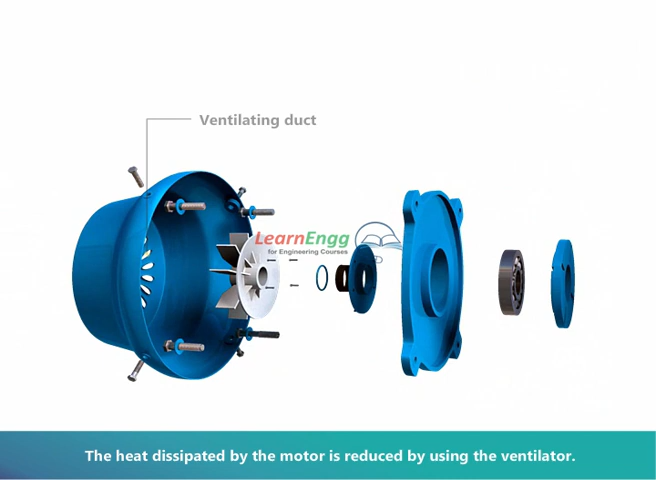 Ventilating duct
LearnEngg
for Engineering Courses
The heat dissipated by the motor is reduced by using the ventilator.